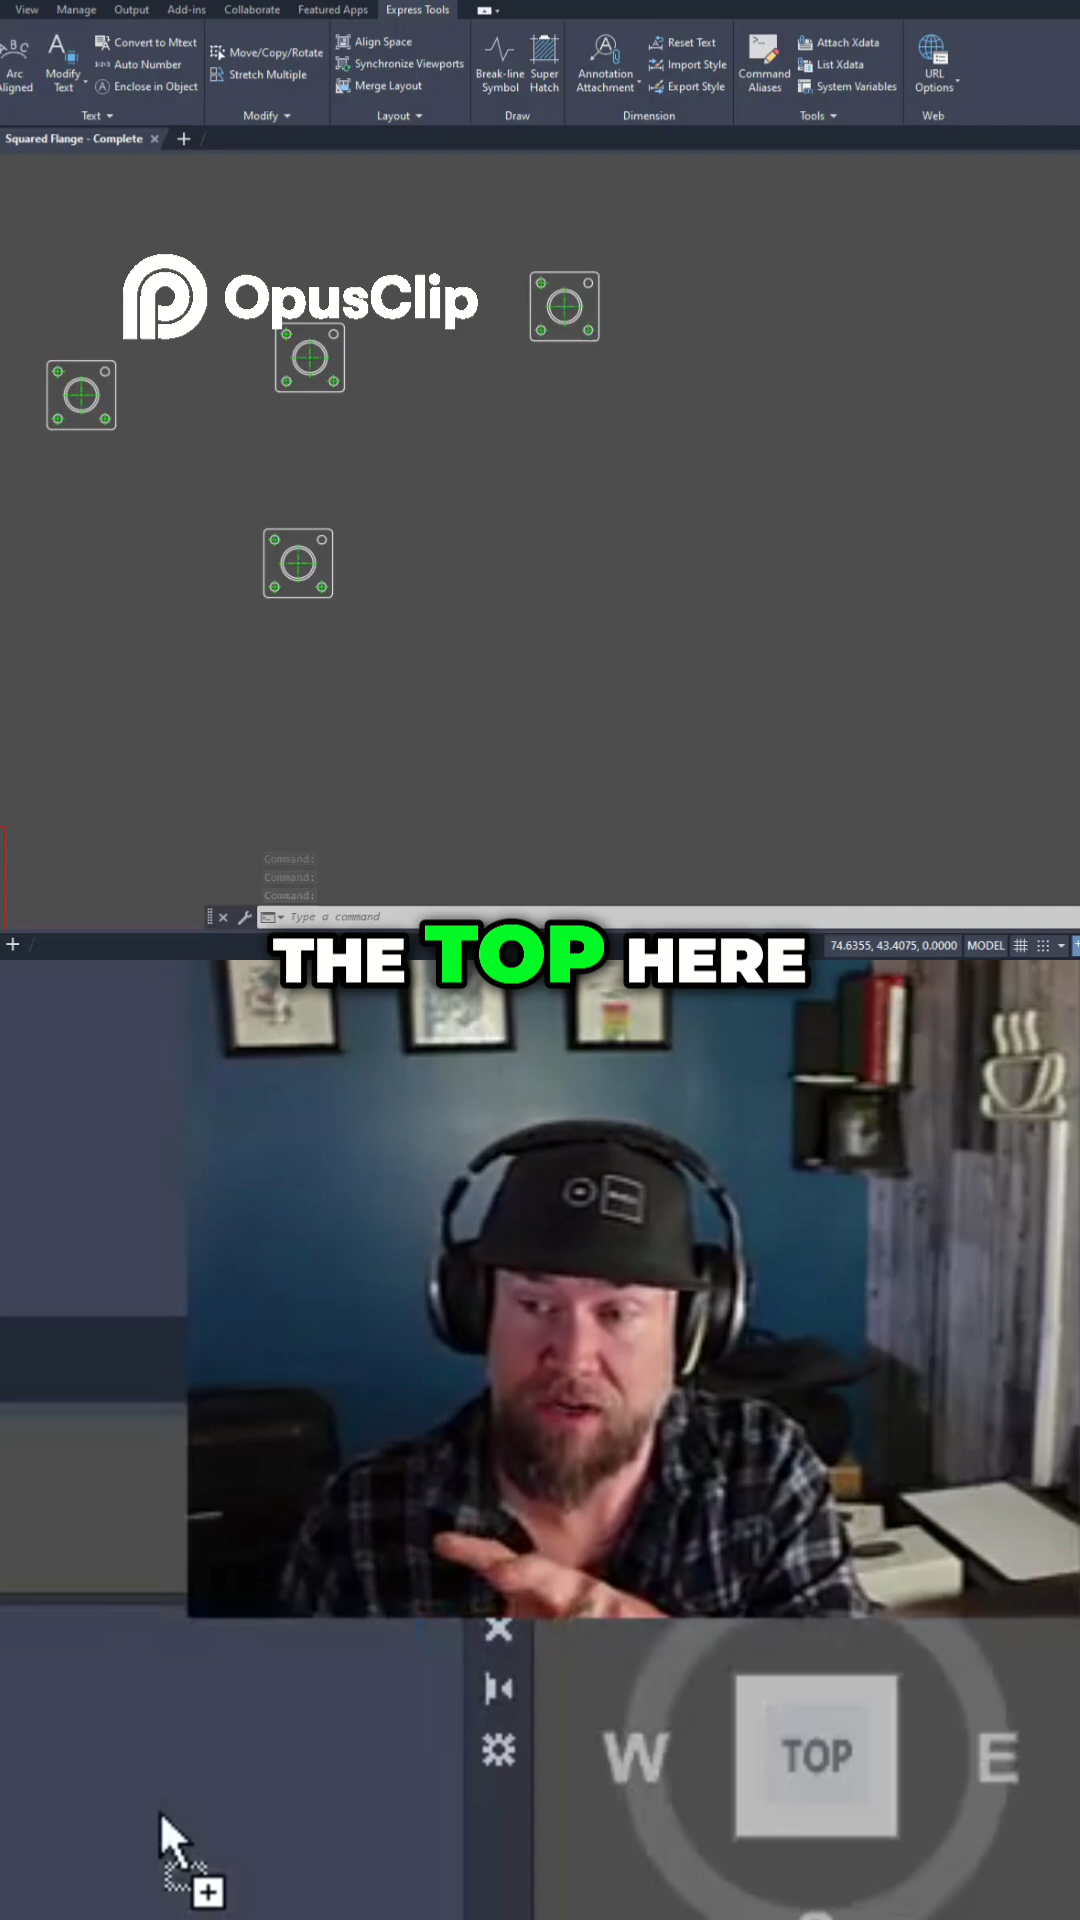 View Manage Output Add-ins Collaborate Featured Apps Express Tools
Arc
Modify
Text
Convert to Mtext
Auto Number
Enclose in Object
Text
Move/Copy/Rotate
Stretch Multiple
Modify
Align Space
Synchronize Viewports
Merge Layout
Layout
Break-line
Symbol
Super
Hatch
Draw
Annotation
Attachment
Reset Text
Import Style
Export Style
Dimension
Command
Aliases
Attach Xdata
List Xdata
System Variables
Tools
URL
Options
Web
Squared Flange - Complete
OpusClip
Command:
Command:
Command:
Type a command
74.6355, 43.4075, 0.0000 MODEL
THE TOP HERE
W TOP E